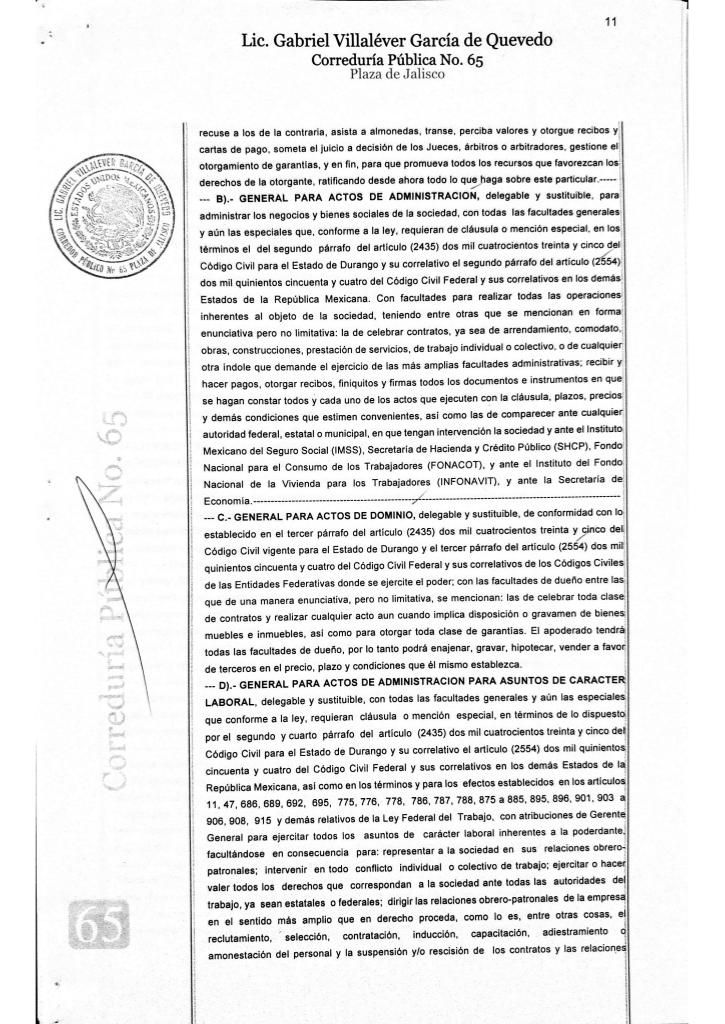 11
Lic. Gabriel Villaléver García de Quevedo
Correduría Pública No. 65
Plaza de Jalisco
LIC. GABRIEL VILLALEVER GARCÍA DE QUEVEDO
ESTADOS UNIDOS MEXICANOS
CORREDOR PÚBLICO Nº 65 PLAZA DE JALISCO
recuse a los de la contraria, asista a almonedas, transe, perciba valores y otorgue recibos y
cartas de pago, someta el juicio a decisión de los Jueces, árbitros o arbitradores, gestione el
otorgamiento de garantías, y en fin, para que promueva todos los recursos que favorezcan los
derechos de la otorgante, ratificando desde ahora todo lo que haga sobre este particular.-----
--- B).- GENERAL PARA ACTOS DE ADMINISTRACION, delegable y sustituible, para
administrar los negocios y bienes sociales de la sociedad, con todas las facultades generales
y aún las especiales que, conforme a la ley, requieran de cláusula o mención especial, en los
términos el del segundo párrafo del artículo (2435) dos mil cuatrocientos treinta y cinco del
Código Civil para el Estado de Durango y su correlativo el segundo párrafo del artículo (2554)
dos mil quinientos cincuenta y cuatro del Código Civil Federal y sus correlativos en los demás
Estados de la República Mexicana. Con facultades para realizar todas las operaciones
inherentes al objeto de la sociedad, teniendo entre otras que se mencionan en forma
enunciativa pero no limitativa: la de celebrar contratos, ya sea de arrendamiento, comodato,
obras, construcciones, prestación de servicios, de trabajo individual o colectivo, o de cualquier
otra índole que demande el ejercicio de las más amplias facultades administrativas; recibir y
hacer pagos, otorgar recibos, finiquitos y firmas todos los documentos e instrumentos en que
se hagan constar todos y cada uno de los actos que ejecuten con la cláusula, plazos, precios
y demás condiciones que estimen convenientes, así como las de comparecer ante cualquier
autoridad federal, estatal o municipal, en que tengan intervención la sociedad y ante el Instituto
Mexicano del Seguro Social (IMSS), Secretaría de Hacienda y Crédito Público (SHCP), Fondo
Nacional para el Consumo de los Trabajadores (FONACOT), y ante el Instituto del Fondo
Nacional de la Vivienda para los Trabajadores (INFONAVIT), y ante la Secretaría de
Economía.------------------------------------------------------------
--- C.- GENERAL PARA ACTOS DE DOMINIO, delegable y sustituible, de conformidad con lo
establecido en el tercer párrafo del artículo (2435) dos mil cuatrocientos treinta y cinco del
Código Civil vigente para el Estado de Durango y el tercer párrafo del artículo (2554) dos mil
quinientos cincuenta y cuatro del Código Civil Federal y sus correlativos de los Códigos Civiles
de las Entidades Federativas donde se ejercite el poder; con las facultades de dueño entre las
que de una manera enunciativa, pero no limitativa, se mencionan: las de celebrar toda clase
de contratos y realizar cualquier acto aun cuando implica disposición o gravamen de bienes
muebles e inmuebles, así como para otorgar toda clase de garantías. El apoderado tendrá
todas las facultades de dueño, por lo tanto podrá enajenar, gravar, hipotecar, vender a favor
de terceros en el precio, plazo y condiciones que él mismo establezca.
--- D).- GENERAL PARA ACTOS DE ADMINISTRACION PARA ASUNTOS DE CARACTER
LABORAL, delegable y sustituible, con todas las facultades generales y aún las especiales
que conforme a la ley, requieran cláusula o mención especial, en términos de lo dispuesto
por el segundo y cuarto párrafo del artículo (2435) dos mil cuatrocientos treinta y cinco del
Código Civil para el Estado de Durango y su correlativo el artículo (2554) dos mil quinientos
cincuenta y cuatro del Código Civil Federal y sus correlativos en los demás Estados de la
República Mexicana, así como en los términos y para los efectos establecidos en los artículos
11, 47, 686, 689, 692, 695, 775, 776, 778, 786, 787, 788, 875 a 885, 895, 896, 901, 903 a
906, 908, 915 y demás relativos de la Ley Federal del Trabajo, con atribuciones de Gerente
General para ejercitar todos los asuntos de carácter laboral inherentes a la poderdante,
facultándose en consecuencia para: representar a la sociedad en sus relaciones obrero-
patronales; intervenir en todo conflicto individual o colectivo de trabajo; ejercitar o hacer
valer todos los derechos que correspondan a la sociedad ante todas las autoridades del
trabajo, ya sean estatales o federales; dirigir las relaciones obrero-patronales de la empresa
en el sentido más amplio que en derecho proceda, como lo es, entre otras cosas, el
reclutamiento, selección, contratación, inducción, capacitación, adiestramiento o
amonestación del personal y la suspensión y/o rescisión de los contratos y las relaciones
Correduría Pública No. 65
65